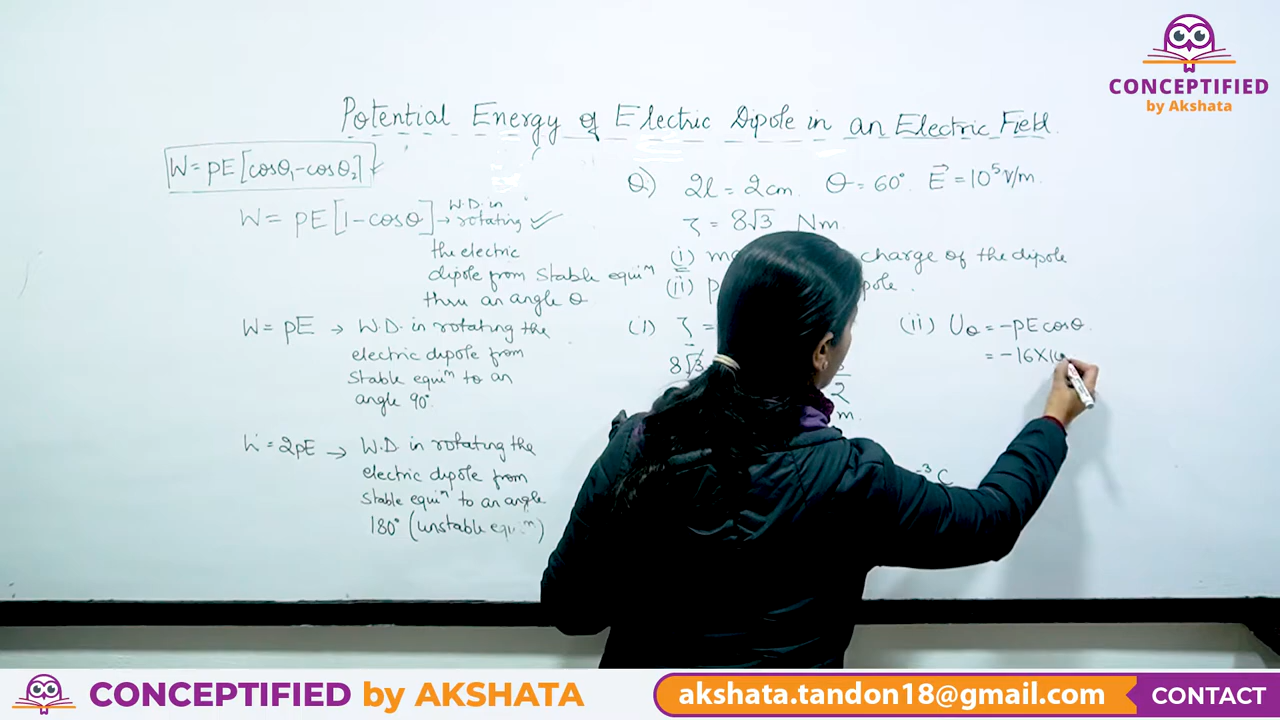 CONCEPTIFIED
by Akshata
Potential Energy of Electric Dipole in an Electric Field.
W = pE[cosθ₁-cosθ₂]
W = pE[1-cosθ] → W.D. in rotating ✓
the electric
dipole from stable equiᵐ
thru an angle θ
W = pE → W.D. in rotating the
electric dipole from
stable equiᵐ to an
angle 90°.
= 2pE → W.D. in rotating the
electric dipole from
stable equiᵐ to an angle
180° (unstable equiᵐ)
Q) 2l = 2cm. θ = 60° E⃗ = 10⁵ V/m.
τ = 8√3 Nm.
(i) charge of the dipole
(ii)
(i) τ =
8√3
2
m.
⁻³ C
(ii) Uθ = -pE cosθ.
= -16×1
CONCEPTIFIED by AKSHATA
akshata.tandon18@gmail.com
CONTACT